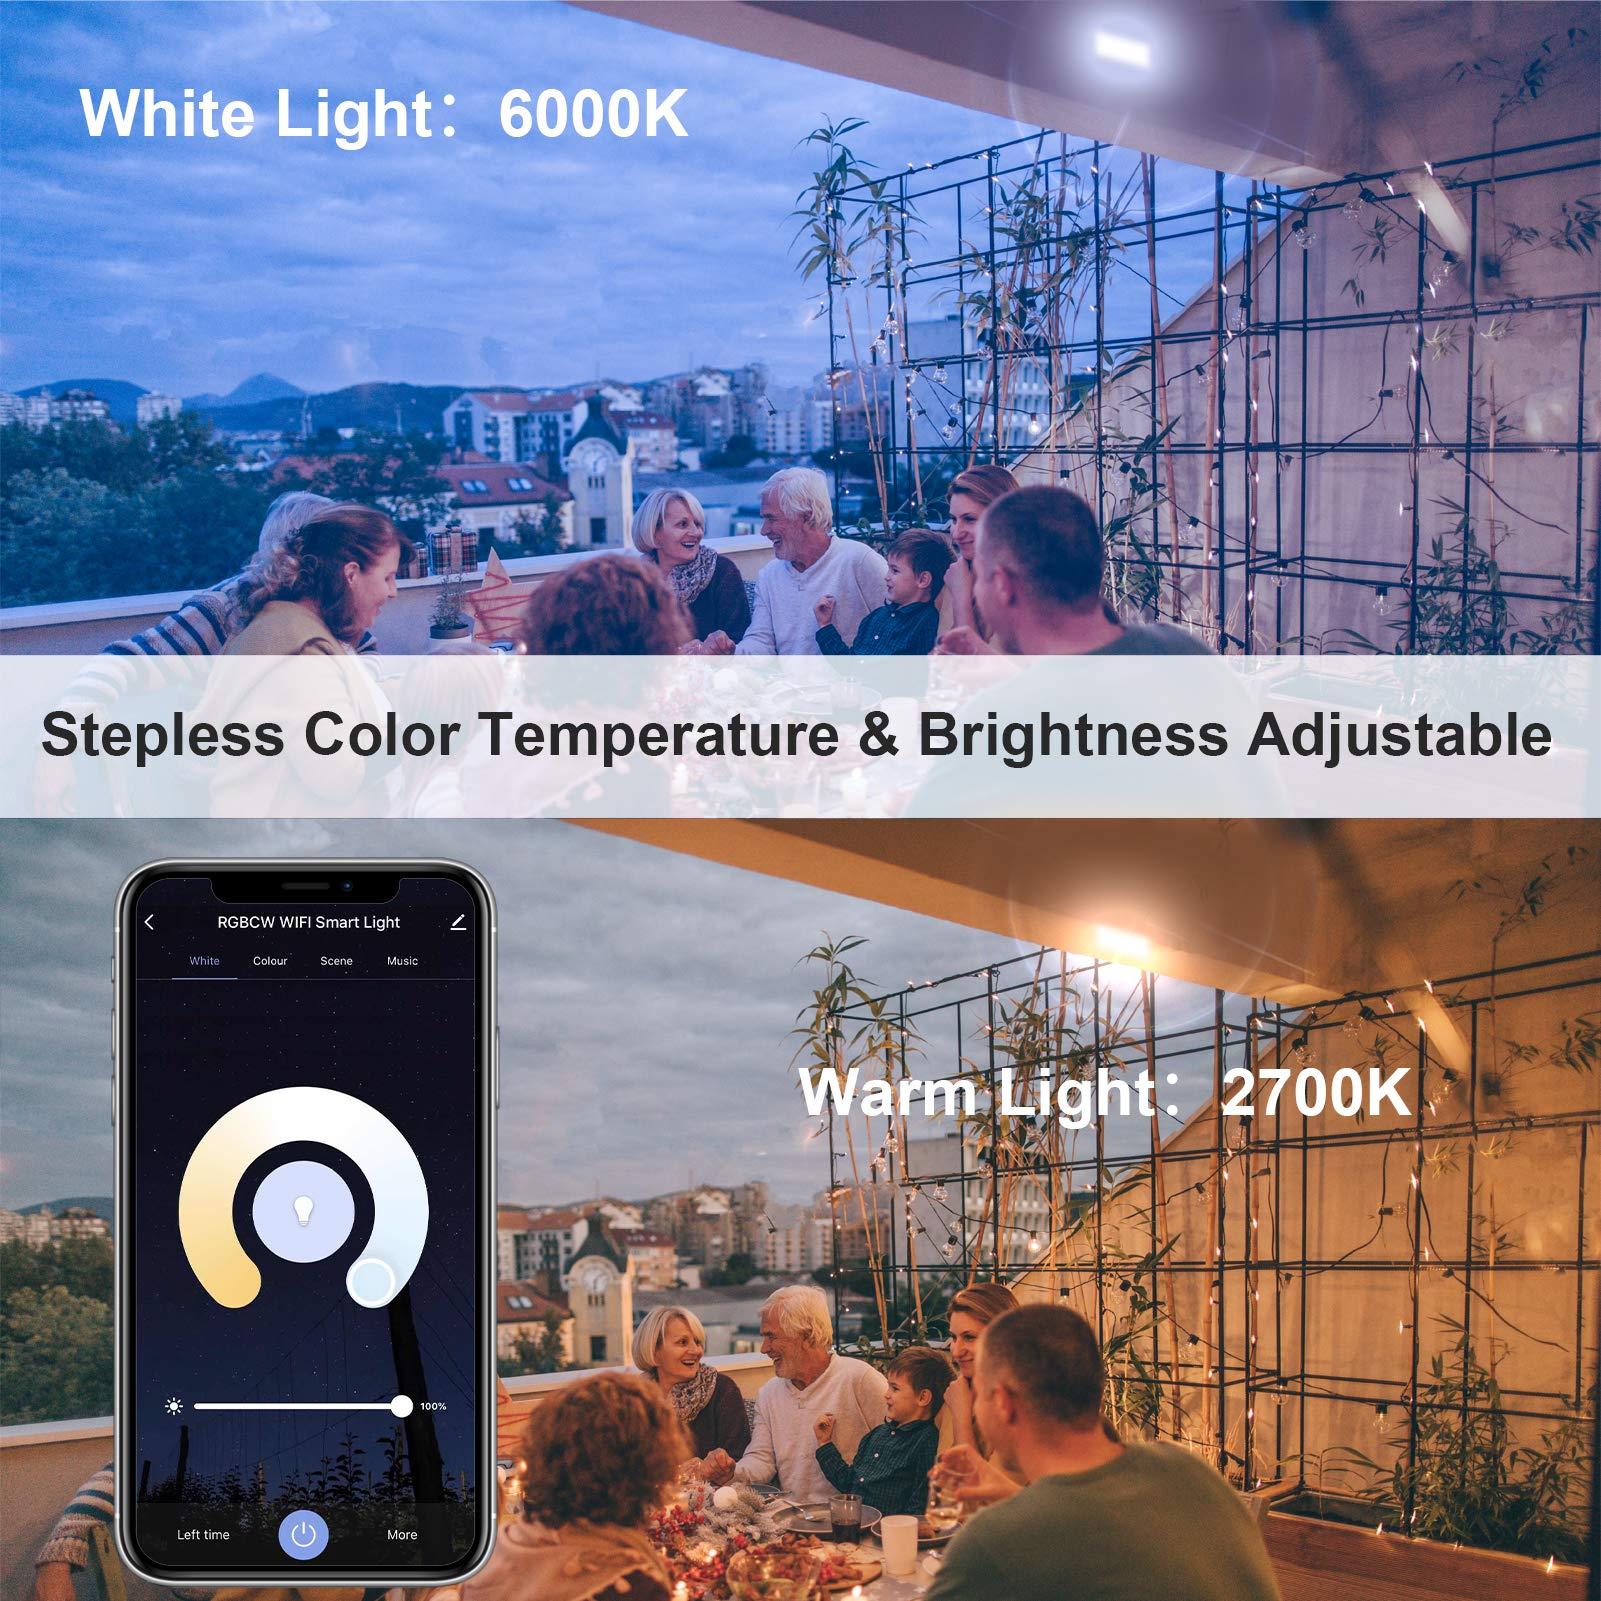 White Light：6000K
Stepless Color Temperature & Brightness Adjustable
RGBCW WIFI Smart Light
White Colour Scene Music
Warm Light：2700K
100%
Left time More